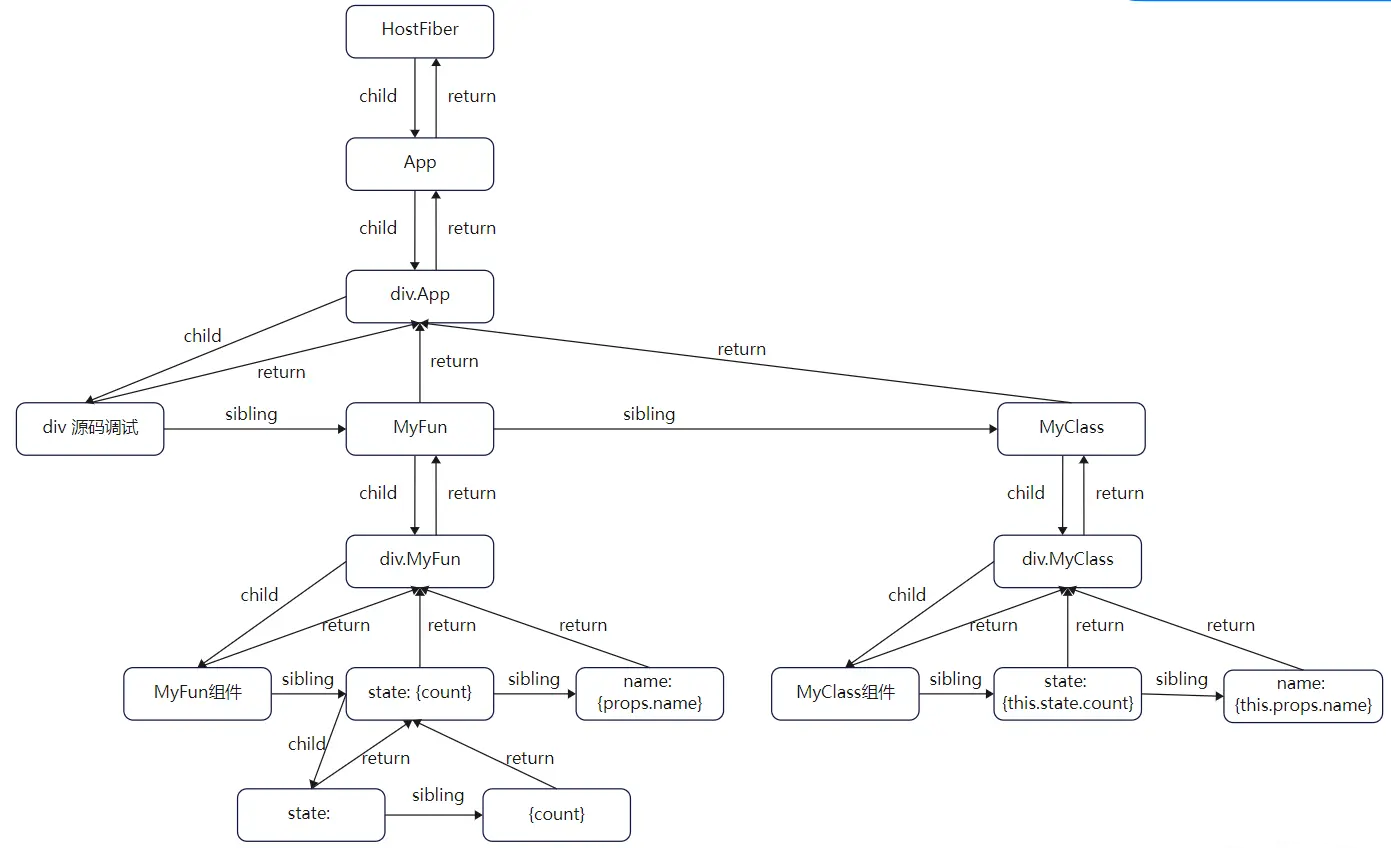 HostFiber
child
return
App
child
return
div.App
child
return
return
return
div 源码调试
sibling
MyFun
sibling
MyClass
child
return
child
return
div.MyFun
div.MyClass
child
return
return
return
child
return
return
return
MyFun组件
sibling
state: {count}
sibling
name:
{props.name}
MyClass组件
sibling
state:
{this.state.count}
sibling
name:
{this.props.name}
child
return
return
state:
sibling
{count}